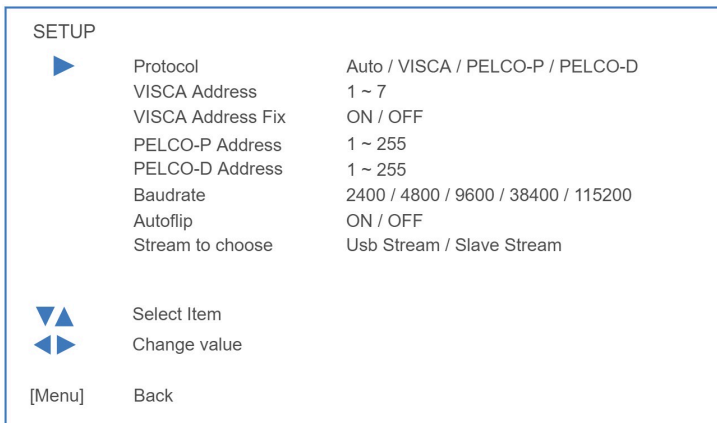 SETUP
Protocol Auto / VISCA / PELCO-P / PELCO-D
VISCA Address 1 ~ 7
VISCA Address Fix ON / OFF
PELCO-P Address 1 ~ 255
PELCO-D Address 1 ~ 255
Baudrate 2400 / 4800 / 9600 / 38400 / 115200
Autoflip ON / OFF
Stream to choose Usb Stream / Slave Stream
Select Item
Change value
[Menu] Back